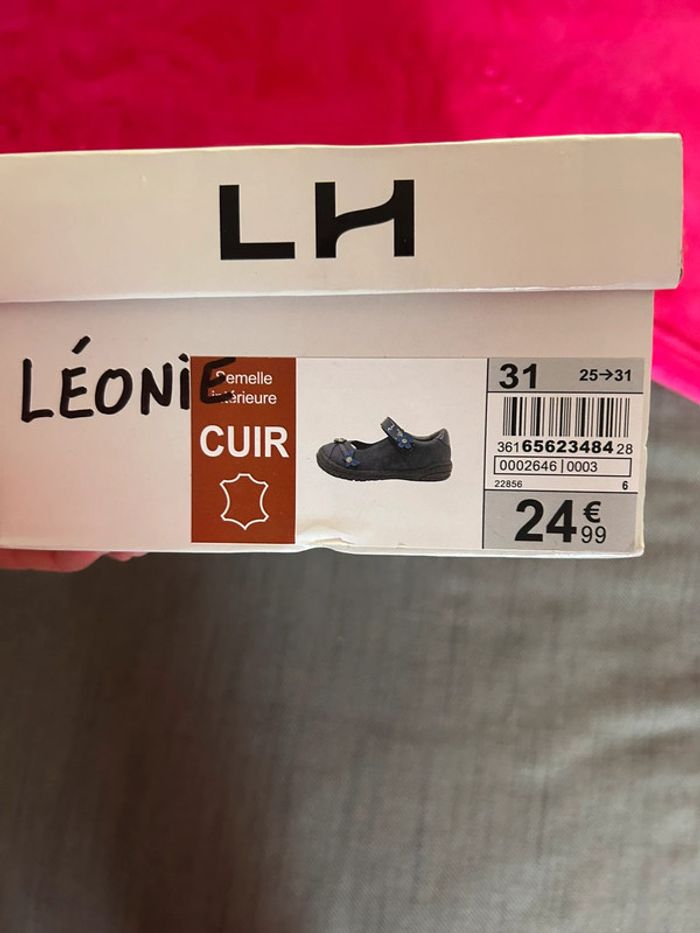 LH
LÉONIE
Semelle
intérieure
CUIR
31 25→31
3616562348428
0002646 | 0003
22856 6
24€99